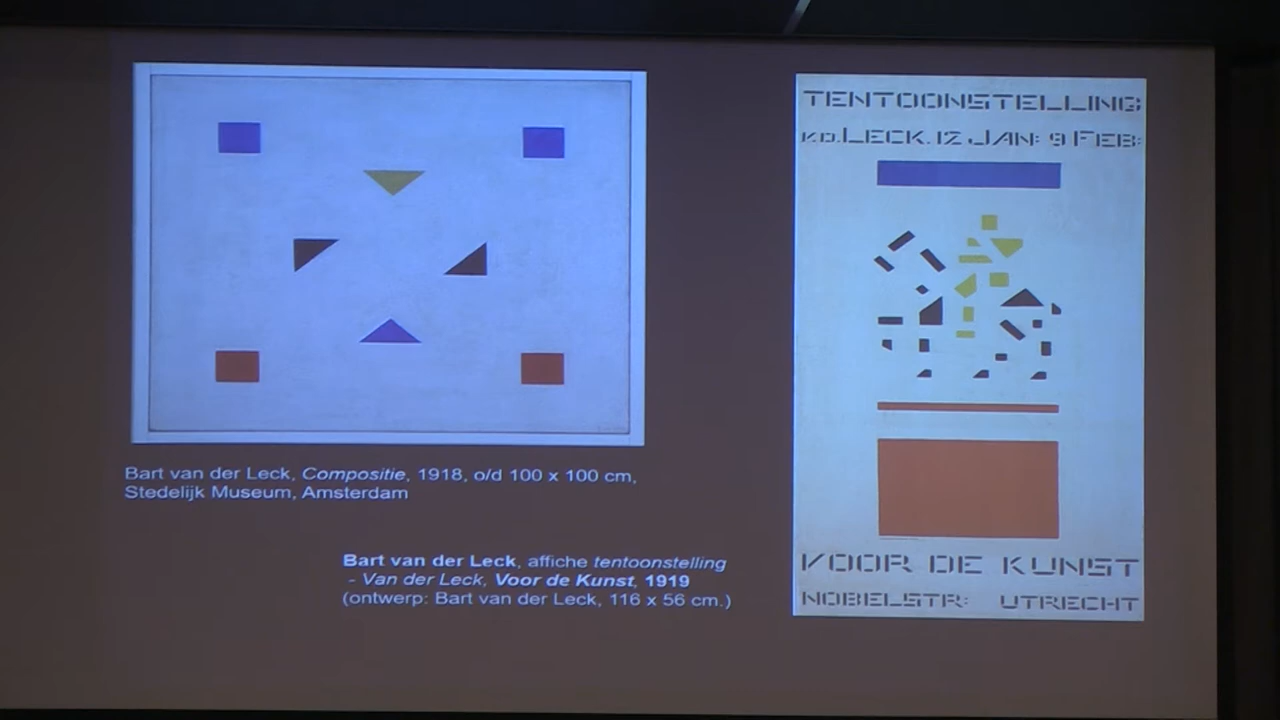 Bart van der Leck, Compositie, 1918, o/d 100 x 100 cm,
Stedelijk Museum, Amsterdam
Bart van der Leck, affiche tentoonstelling
- Van der Leck, Voor de Kunst, 1919
(ontwerp: Bart van der Leck, 116 x 56 cm.)
TENTOONSTELLING
v.d. LECK. 12 JAN: 9 FEB:
VOOR DE KUNST
NOBELSTR: UTRECHT